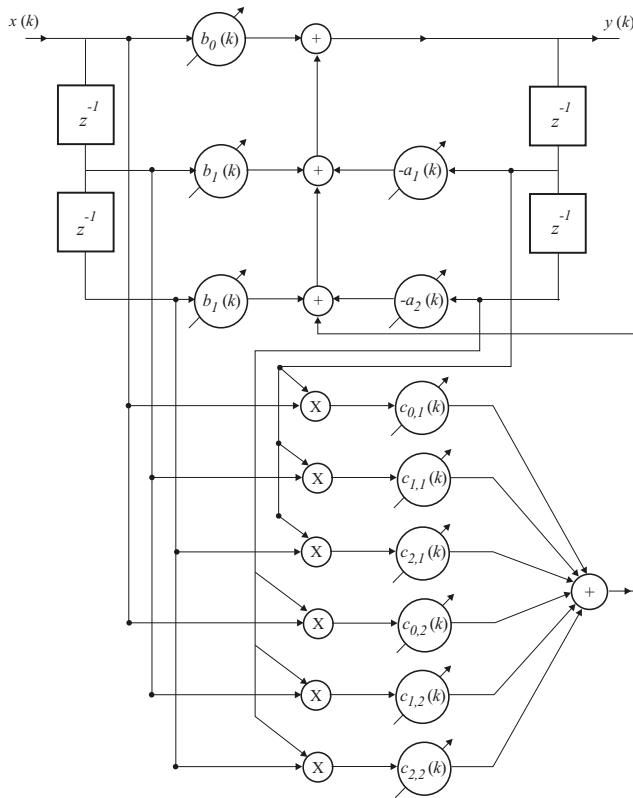 x (k) y (k)
b0 (k) +
z-1 z-1
b1 (k) + -a1 (k)
z-1 z-1
b1 (k) + -a2 (k)
X c0,1 (k)
X c1,1 (k)
X c2,1 (k)
+
X c0,2 (k)
X c1,2 (k)
X c2,2 (k)